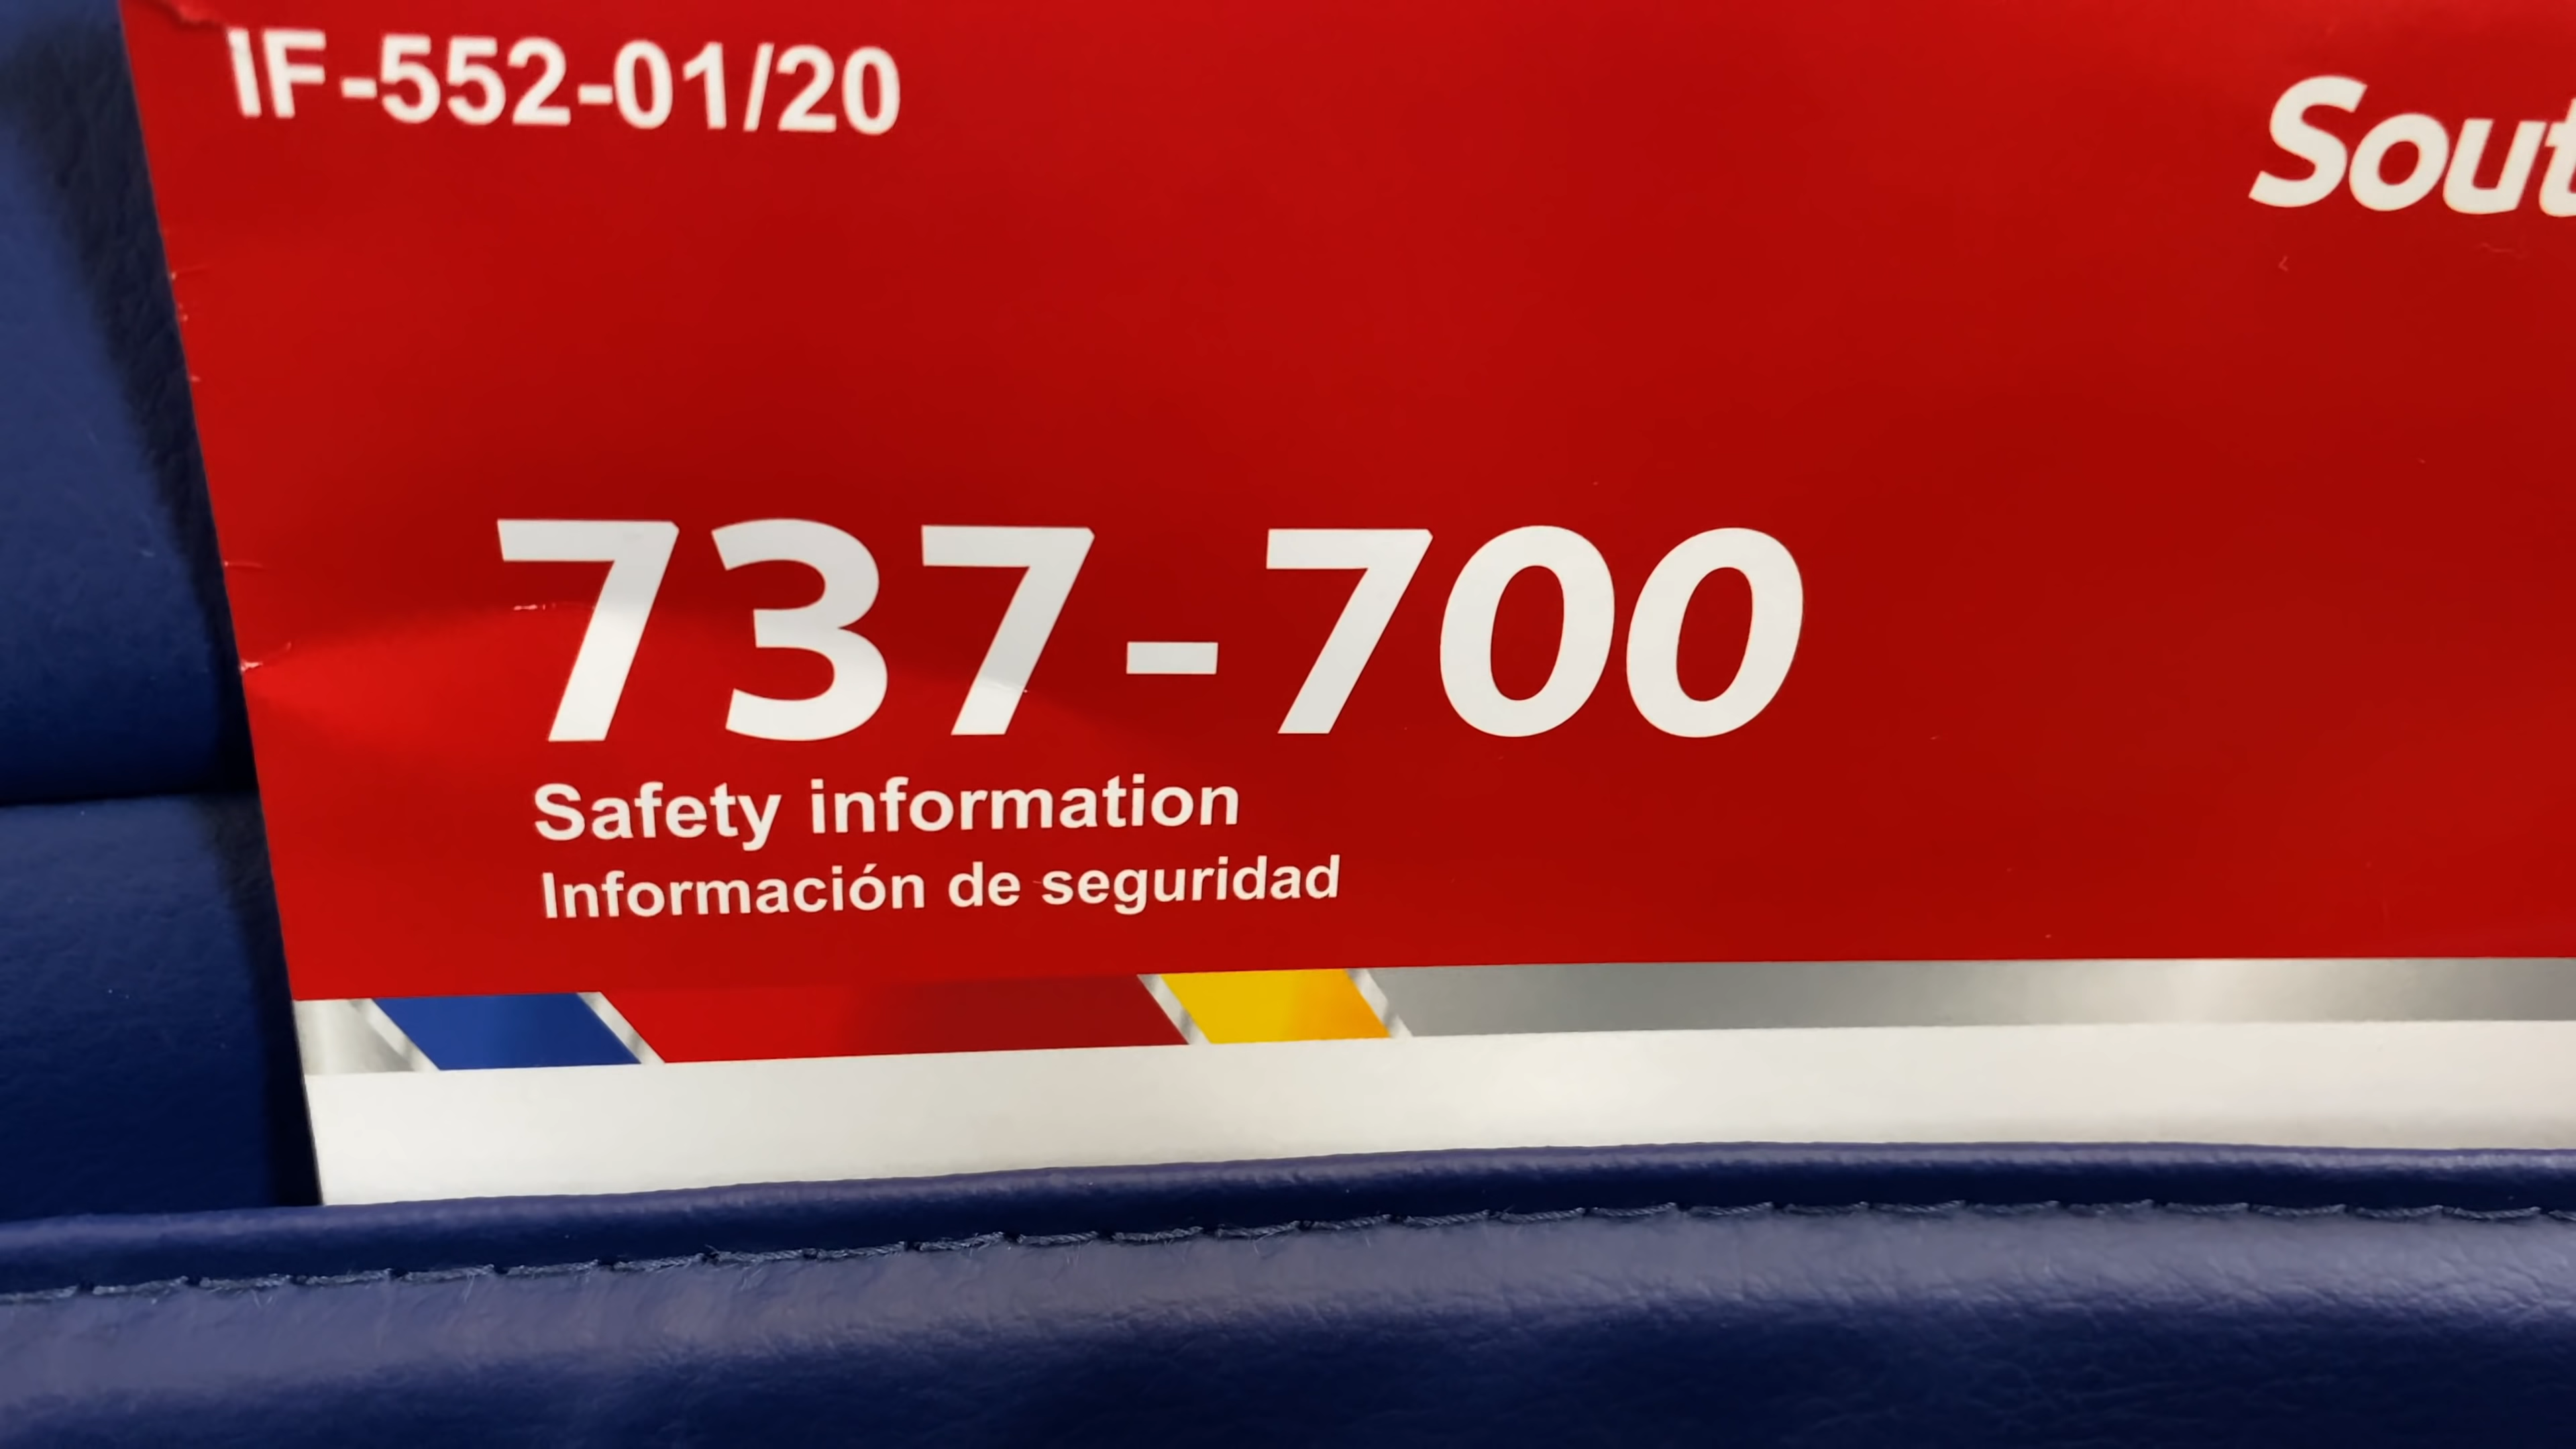 IF-552-01/20
Sout
737-700
Safety information
Información de seguridad